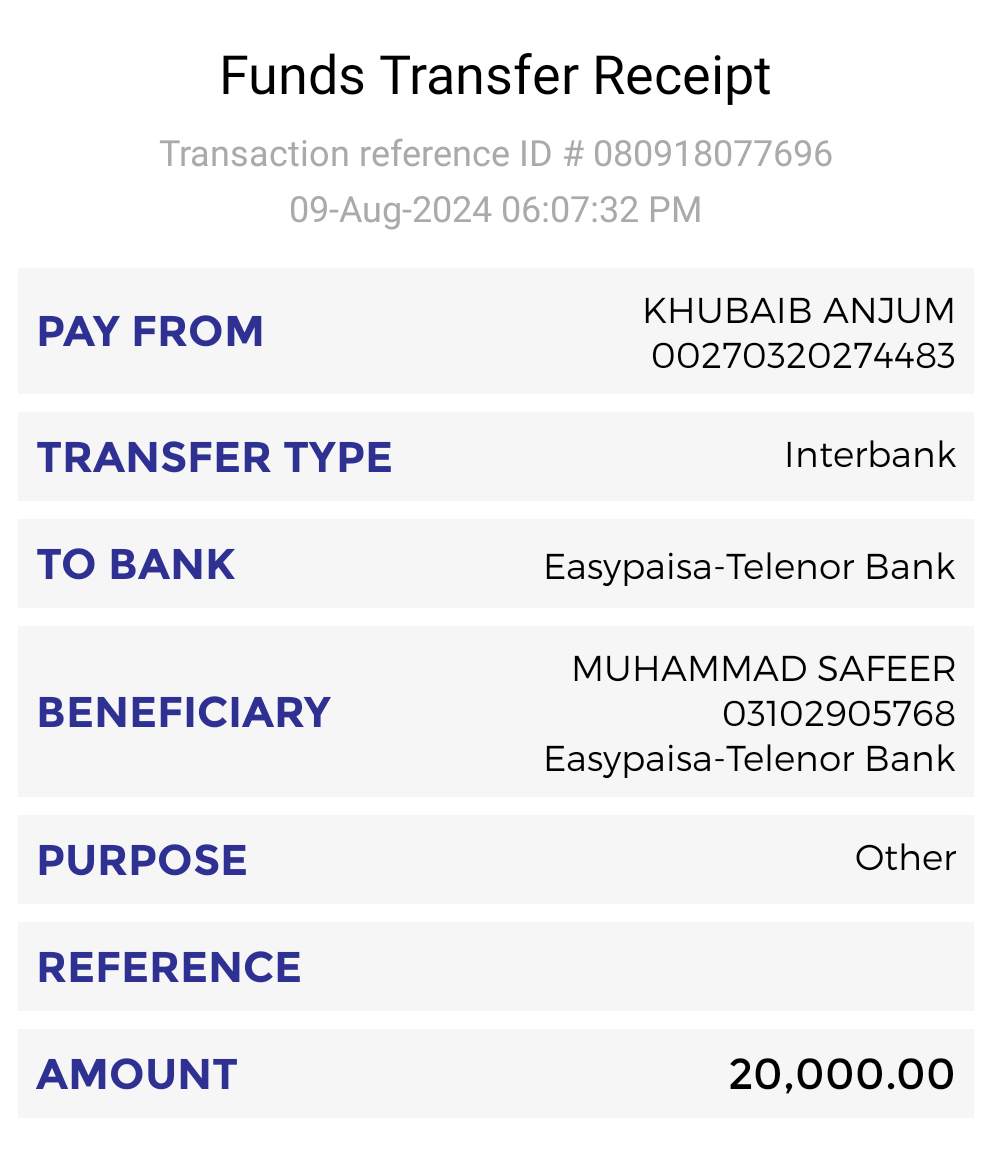 Funds Transfer Receipt
Transaction reference ID # 080918077696
09-Aug-2024 06:07:32 PM
PAY FROM
KHUBAIB ANJUM
00270320274483
TRANSFER TYPE
Interbank
TO BANK
Easypaisa-Telenor Bank
BENEFICIARY
MUHAMMAD SAFEER
03102905768
Easypaisa-Telenor Bank
PURPOSE
Other
REFERENCE
AMOUNT
20,000.00